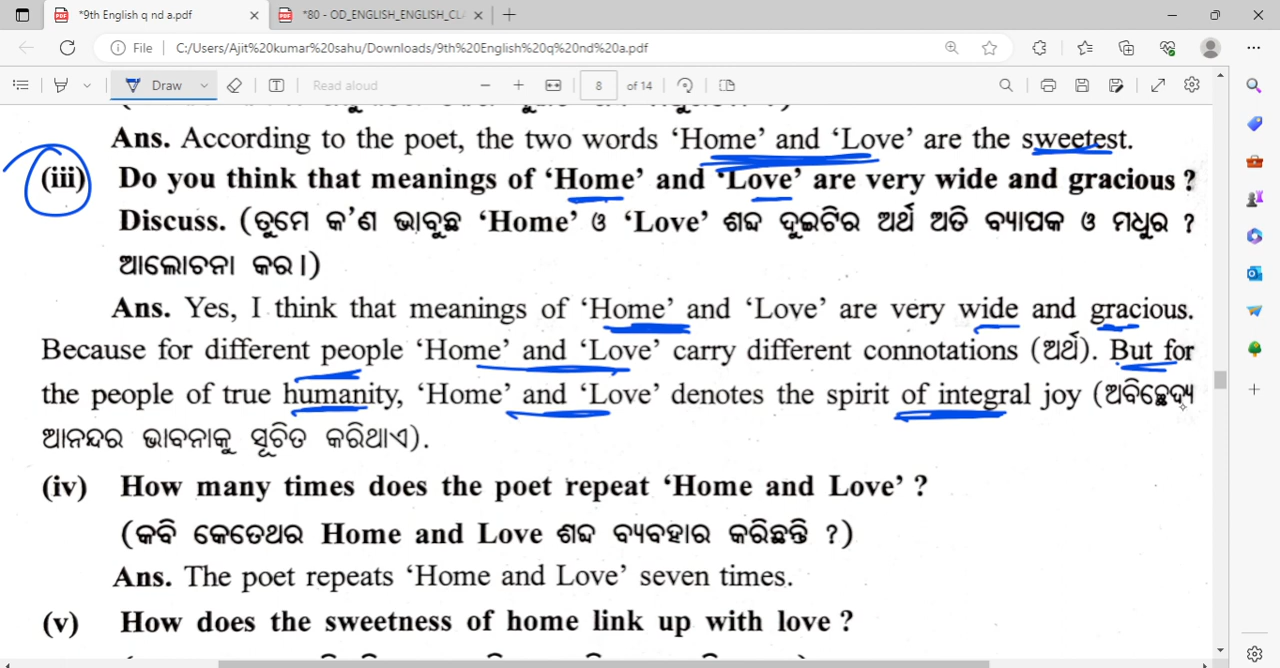 *9th English q nd a.pdf
*80 - OD_ENGLISH_ENGLISH_CLA
File
C:/Users/Ajit%20kumar%20sahu/Downloads/9th%20English%20q%20nd%20a.pdf
Draw
Read aloud
8
of 14
Ans. According to the poet, the two words ‘Home’ and ‘Love’ are the sweetest.
(iii) Do you think that meanings of ‘Home’ and ‘Love’ are very wide and gracious ?
Discuss. (ତୁମେ କ’ଣ ଭାବୁଛ ‘Home’ ଓ ‘Love’ ଶବ୍ଦ ଦୁଇଟିର ଅର୍ଥ ଅତି ବ୍ୟାପକ ଓ ମଧୁର ?
ଆଲୋଚନା କର।)
Ans. Yes, I think that meanings of ‘Home’ and ‘Love’ are very wide and gracious.
Because for different people ‘Home’ and ‘Love’ carry different connotations (ଅର୍ଥ). But for
the people of true humanity, ‘Home’ and ‘Love’ denotes the spirit of integral joy (ଅବିଚ୍ଛେଦ୍ୟ
ଆନନ୍ଦର ଭାବନାକୁ ସୂଚିତ କରିଥାଏ).
(iv) How many times does the poet repeat ‘Home and Love’ ?
(କବି କେତେଥର Home and Love ଶବ୍ଦ ବ୍ୟବହାର କରିଛନ୍ତି ?)
Ans. The poet repeats ‘Home and Love’ seven times.
(v) How does the sweetness of home link up with love ?